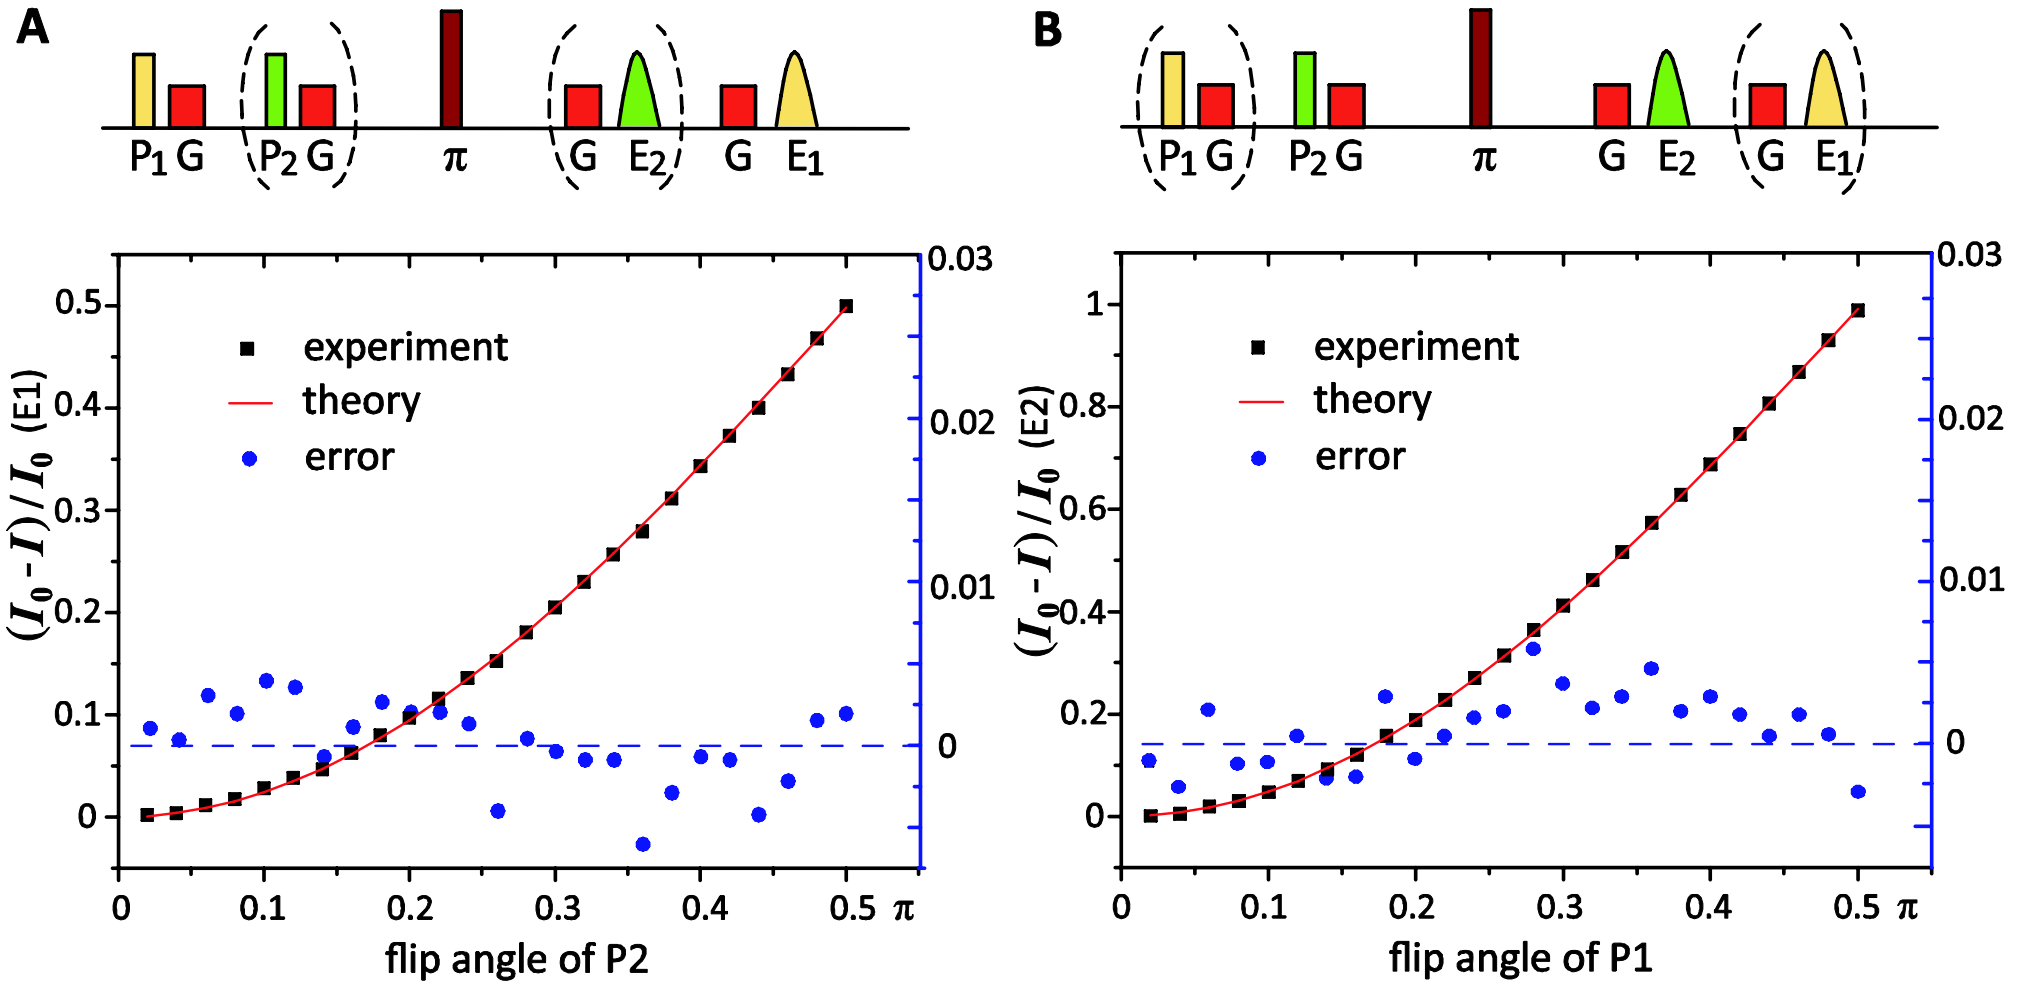 A
P1 G P2 G π G E2 G E1
0.5
0.4
0.3
0.2
0.1
0
(I0 - I) / I0 (E1)
experiment
theory
error
0.03
0.02
0.01
0
0 0.1 0.2 0.3 0.4 0.5 π
flip angle of P2
B
P1 G P2 G π G E2 G E1
1
0.8
0.6
0.4
0.2
0
(I0 - I) / I0 (E2)
experiment
theory
error
0.03
0.02
0.01
0
0 0.1 0.2 0.3 0.4 0.5 π
flip angle of P1